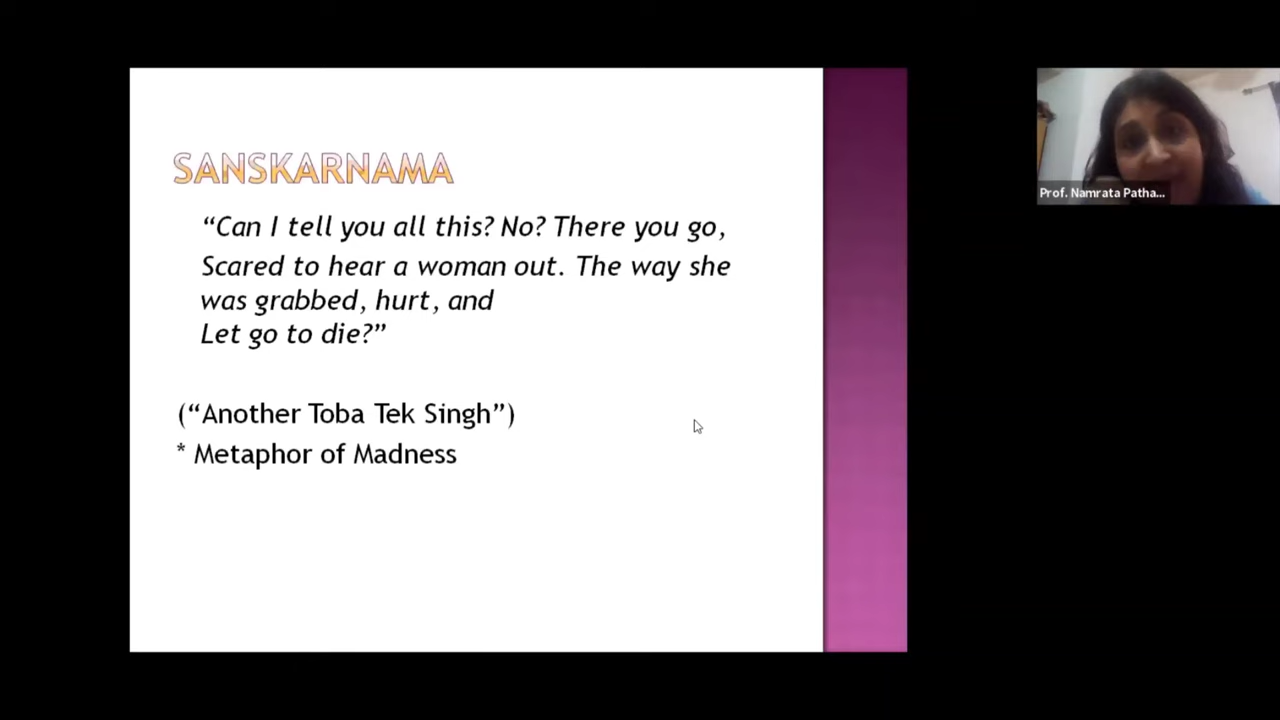 SANSKARNAMA
“Can I tell you all this? No? There you go,
Scared to hear a woman out. The way she
was grabbed, hurt, and
Let go to die?”
(“Another Toba Tek Singh”)
* Metaphor of Madness
Prof. Namrata Patha...